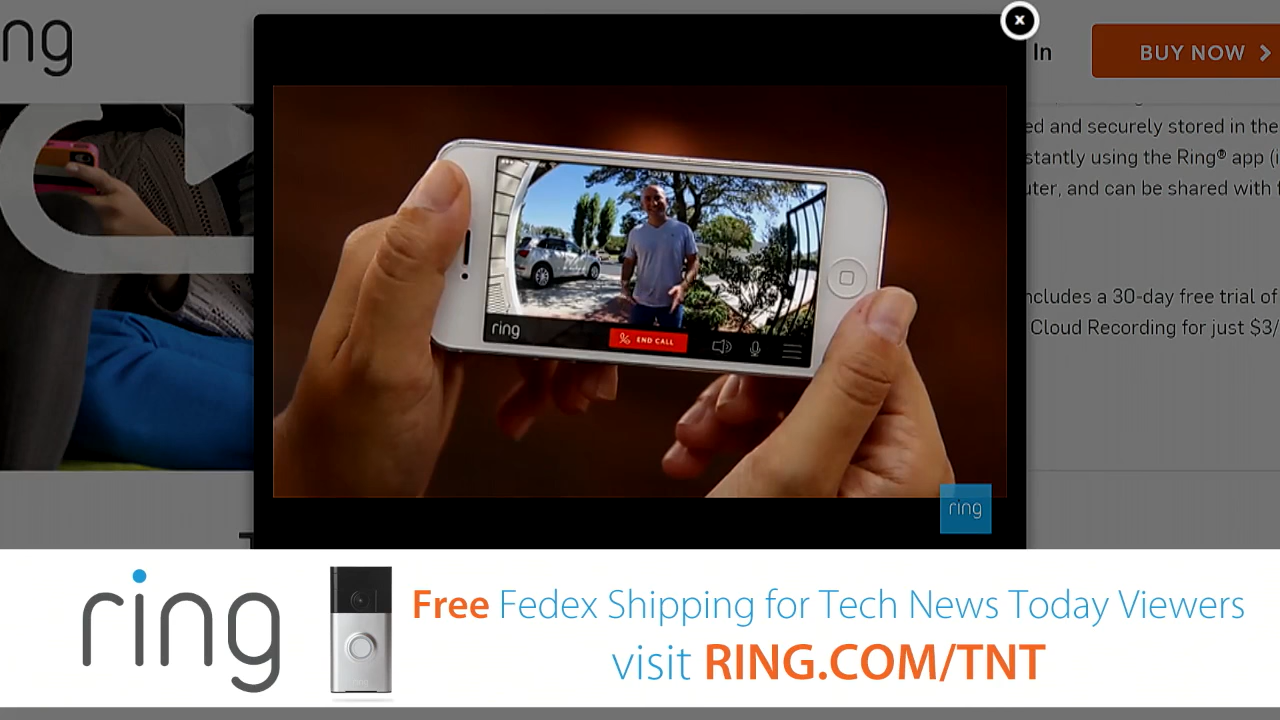 ng
In
BUY NOW
ed and securely stored in the
stantly using the Ring® app (
uter, and can be shared with
ncludes a 30-day free trial of
Cloud Recording for just $3/
ring
END CALL
ring
ring
Free Fedex Shipping for Tech News Today Viewers
visit RING.COM/TNT